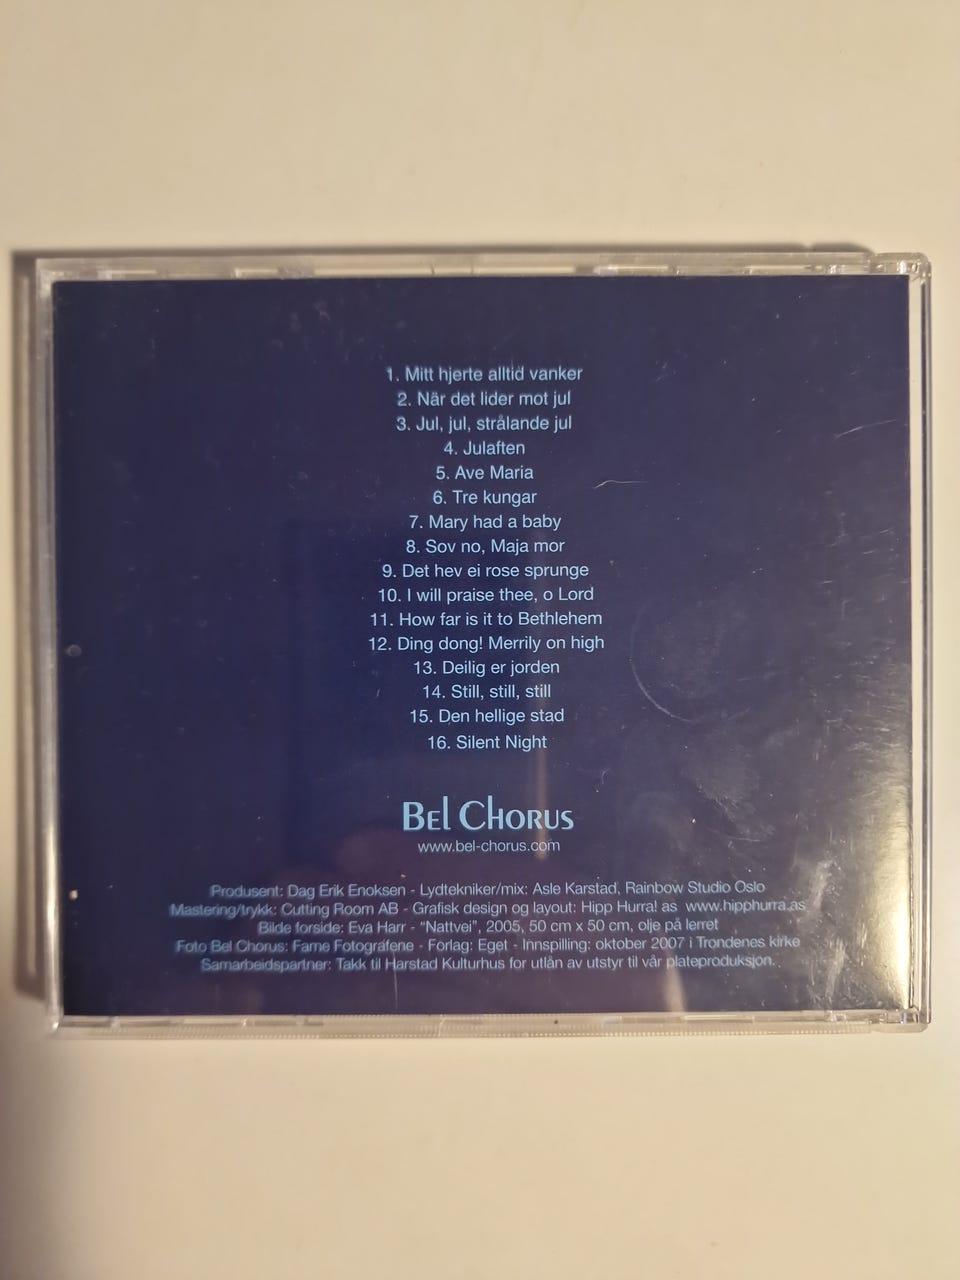 1. Mitt hjerte alltid vanker
2. Når det lider mot jul
3. Jul, jul, strålande jul
4. Julaften
5. Ave Maria
6. Tre kungar
7. Mary had a baby
8. Sov no, Maja mor
9. Det hev ei rose sprunge
10. I will praise thee, o Lord
11. How far is it to Bethlehem
12. Ding dong! Merrily on high
13. Deilig er jorden
14. Still, still, still
15. Den hellige stad
16. Silent Night
BEL CHORUS
www.bel-chorus.com
Produsent: Dag Erik Enoksen - Lydtekniker/mix: Asle Karstad, Rainbow Studio Oslo
Mastering/trykk: Cutting Room AB - Grafisk design og layout: Hipp Hurra! as www.hipphurra.as
Bilde forside: Eva Harr - “Nattvei”, 2005, 50 cm x 50 cm, olje på lerret
Foto Bel Chorus: Fame Fotografene - Forlag: Eget - Innspilling: oktober 2007 i Trondenes kirke
Samarbeidspartner: Takk til Harstad Kulturhus for utlån av utstyr til vår plateproduksjon.